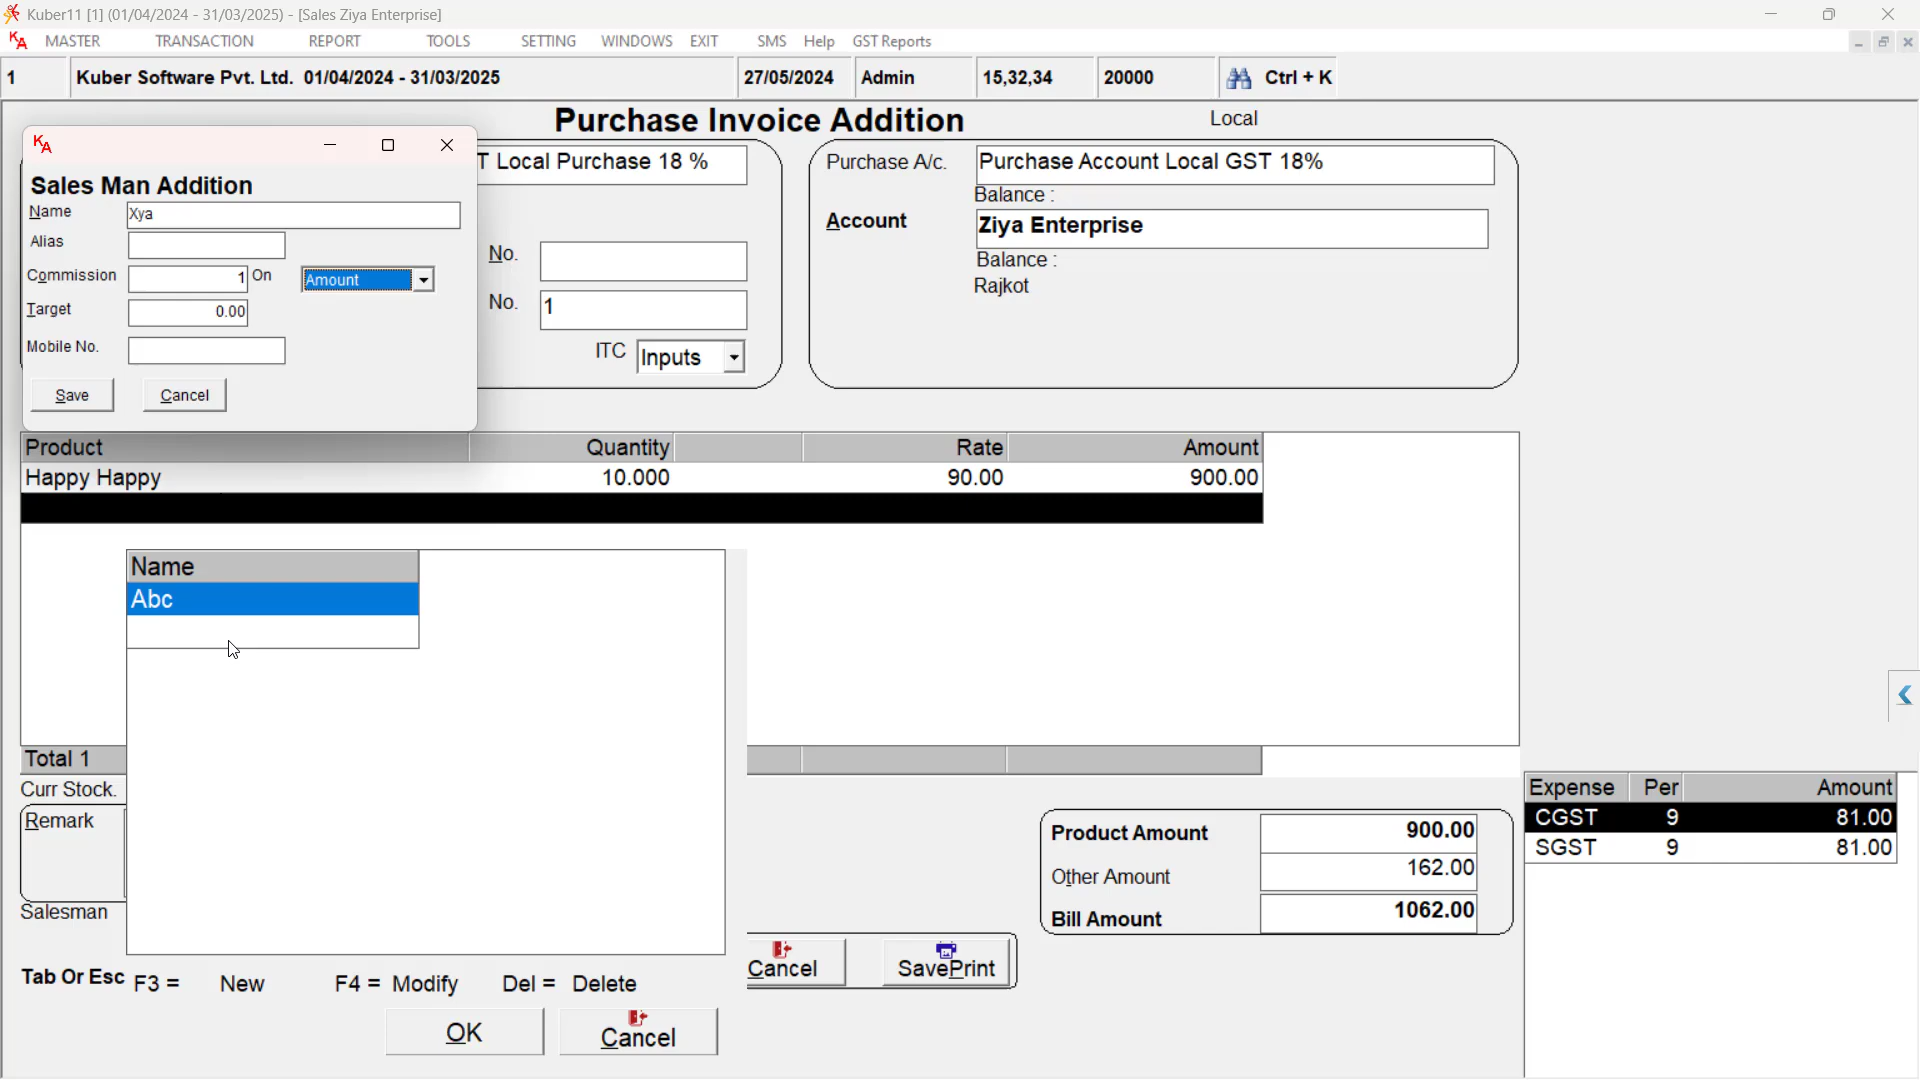 Kuber11 [1] (01/04/2024 - 31/03/2025) - [Sales Ziya Enterprise]
KA MASTER TRANSACTION REPORT TOOLS SETTING WINDOWS EXIT SMS Help GST Reports
1 Kuber Software Pvt. Ltd. 01/04/2024 - 31/03/2025 27/05/2024 Admin 15,32,34 20000 Ctrl + K
Purchase Invoice Addition Local
KA
T Local Purchase 18 %
Purchase A/c. Purchase Account Local GST 18%
Balance :
Account Ziya Enterprise
Balance :
Rajkot
Sales Man Addition
Name Xya
Alias
Commission 1 On Amount
Target 0.00
Mobile No.
Save Cancel
No.
No. 1
ITC Inputs
Product Quantity Rate Amount
Happy Happy 10.000 90.00 900.00
Name
Abc
Total 1
Curr Stock.
Remark
Salesman
Expense Per Amount
CGST 9 81.00
SGST 9 81.00
Product Amount 900.00
Other Amount 162.00
Bill Amount 1062.00
Cancel SavePrint
Tab Or Esc F3 = New F4 = Modify Del = Delete
OK Cancel